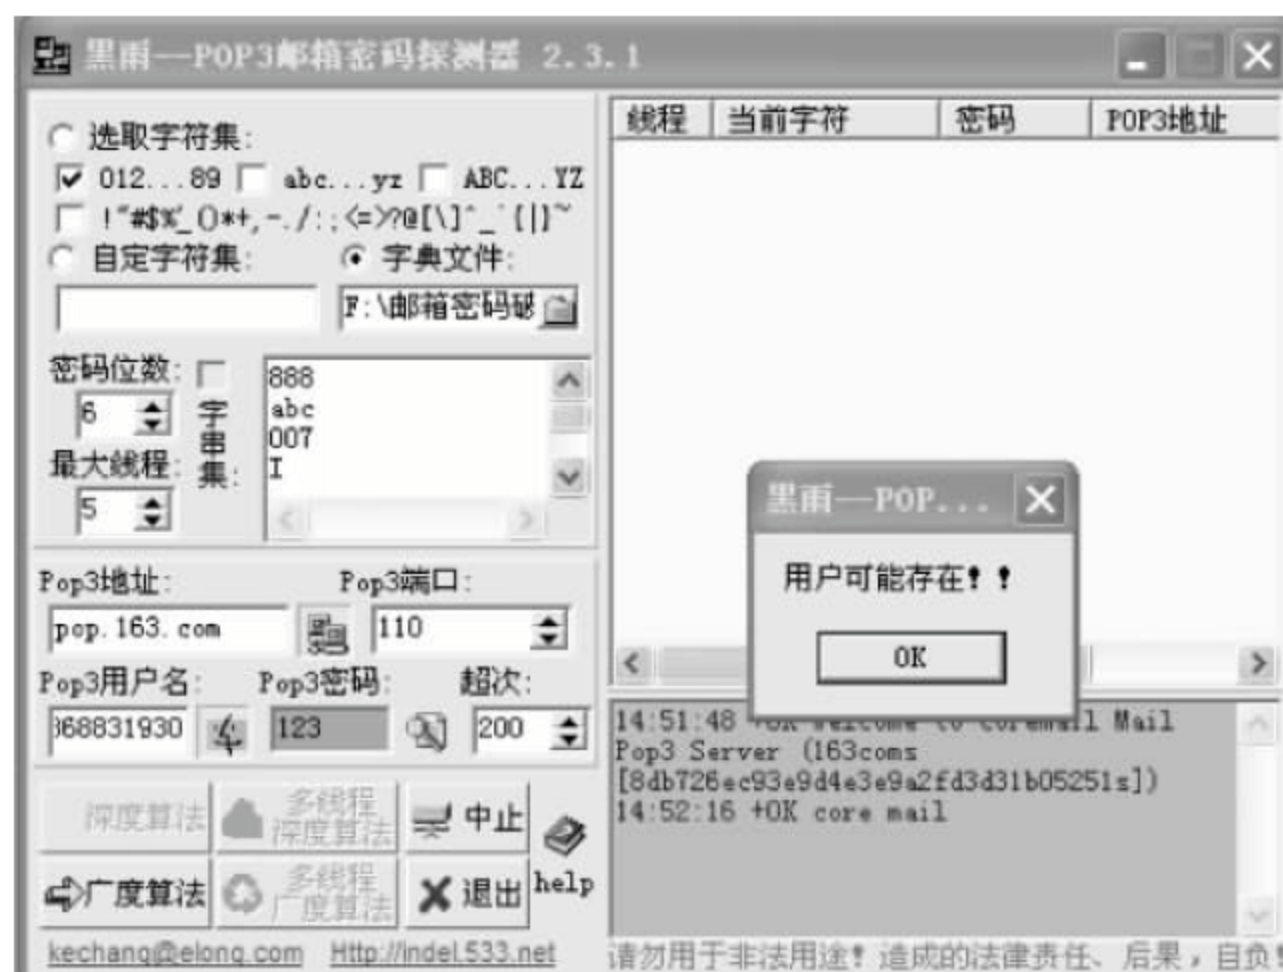 黑雨——POP3邮箱密码探测器 2.3.1
选取字符集:
012...89 abc...yz ABC...YZ
!"#$%'_()*+,-./:;<=>?@[\]^_`{|}~
自定字符集: 字典文件:
F:\邮箱密码破
密码位数: 字串集:
6
最大线程:
5
888
abc
007
I
Pop3地址: Pop3端口:
pop.163.com 110
Pop3用户名: Pop3密码: 超次:
368831930 123 200
深度算法 多线程深度算法 中止
广度算法 多线程广度算法 退出 help
kechang@elong.com Http://indel.533.net
线程 当前字符 密码 POP3地址
黑雨——POP...
用户可能存在!!
OK
14:51:48 +OK Welcome to coremail Mail
Pop3 Server (163coms
[8db726ec93e9d4e3e9a2fd3d31b05251s])
14:52:16 +OK core mail
请勿用于非法用途! 造成的法律责任、后果,自负!